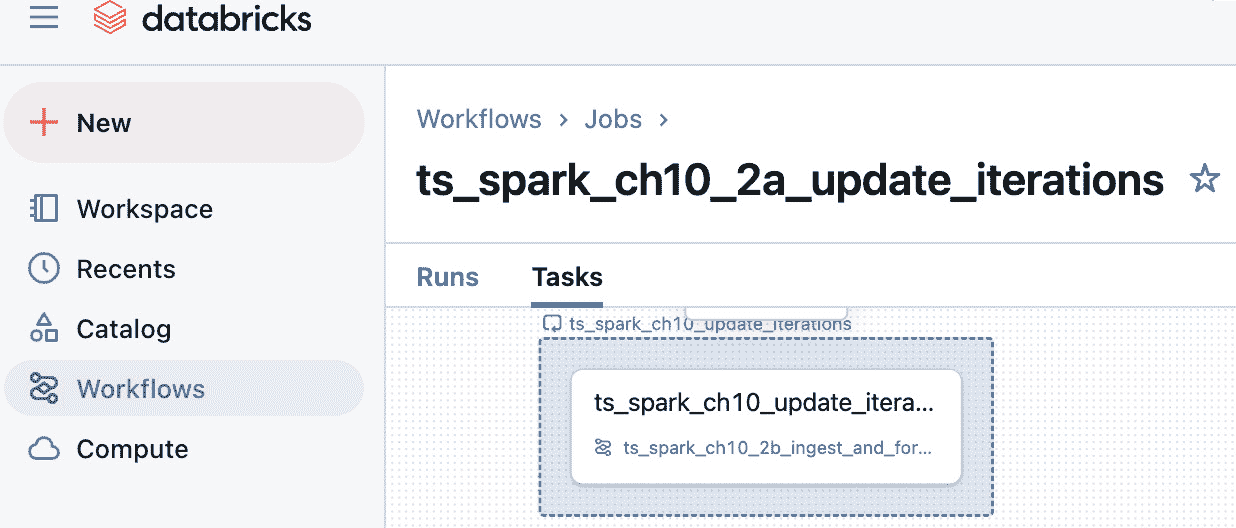 databricks
New
Workspace
Recents
Catalog
Workflows
Compute
Workflows > Jobs >
ts_spark_ch10_2a_update_iterations
Runs Tasks
ts_spark_ch10_update_iterations
ts_spark_ch10_update_itera...
ts_spark_ch10_2b_ingest_and_for...